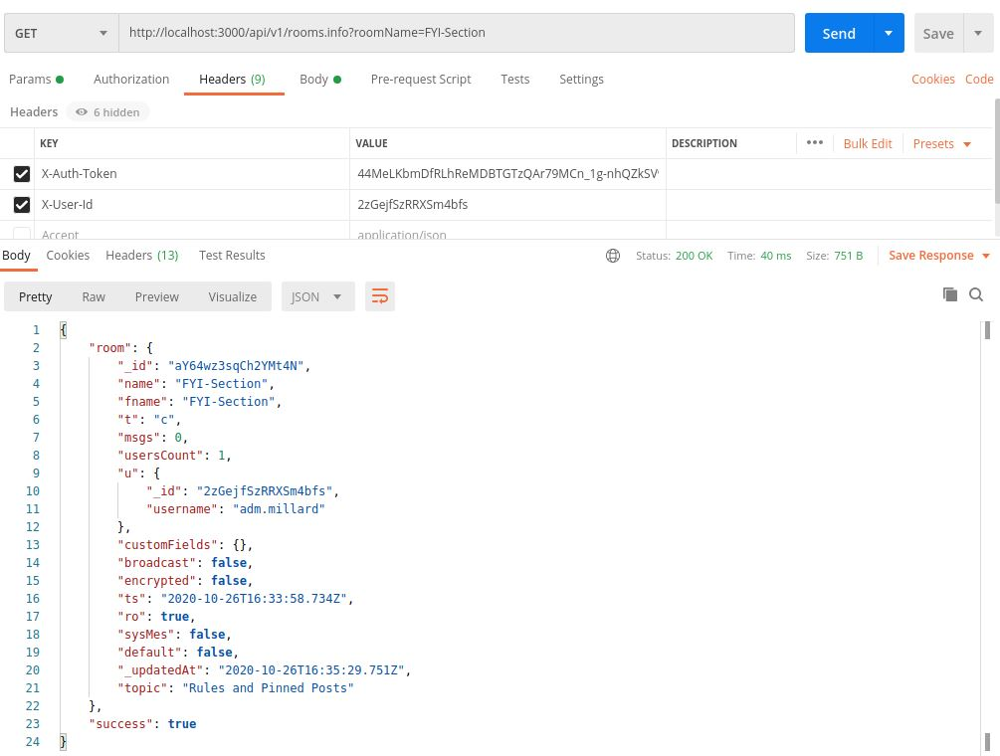 GET http://localhost:3000/api/v1/rooms.info?roomName=FYI-Section Send Save
Params Authorization Headers (9) Body Pre-request Script Tests Settings Cookies Code
Headers 6 hidden
KEY VALUE DESCRIPTION ••• Bulk Edit Presets
X-Auth-Token 44MeLKbmDfRLhReMDBTGTzQAr79MCn_1g-nhQZkSV
X-User-Id 2zGejfSzRRXSm4bfs
Accept application/json
Body Cookies Headers (13) Test Results Status: 200 OK Time: 40 ms Size: 751 B Save Response
Pretty Raw Preview Visualize JSON
1 {
2 "room": {
3 "_id": "aY64wz3sqCh2YMt4N",
4 "name": "FYI-Section",
5 "fname": "FYI-Section",
6 "t": "c",
7 "msgs": 0,
8 "usersCount": 1,
9 "u": {
10 "_id": "2zGejfSzRRXSm4bfs",
11 "username": "adm.millard"
12 },
13 "customFields": {},
14 "broadcast": false,
15 "encrypted": false,
16 "ts": "2020-10-26T16:33:58.734Z",
17 "ro": true,
18 "sysMes": false,
19 "default": false,
20 "_updatedAt": "2020-10-26T16:35:29.751Z",
21 "topic": "Rules and Pinned Posts"
22 },
23 "success": true
24 }